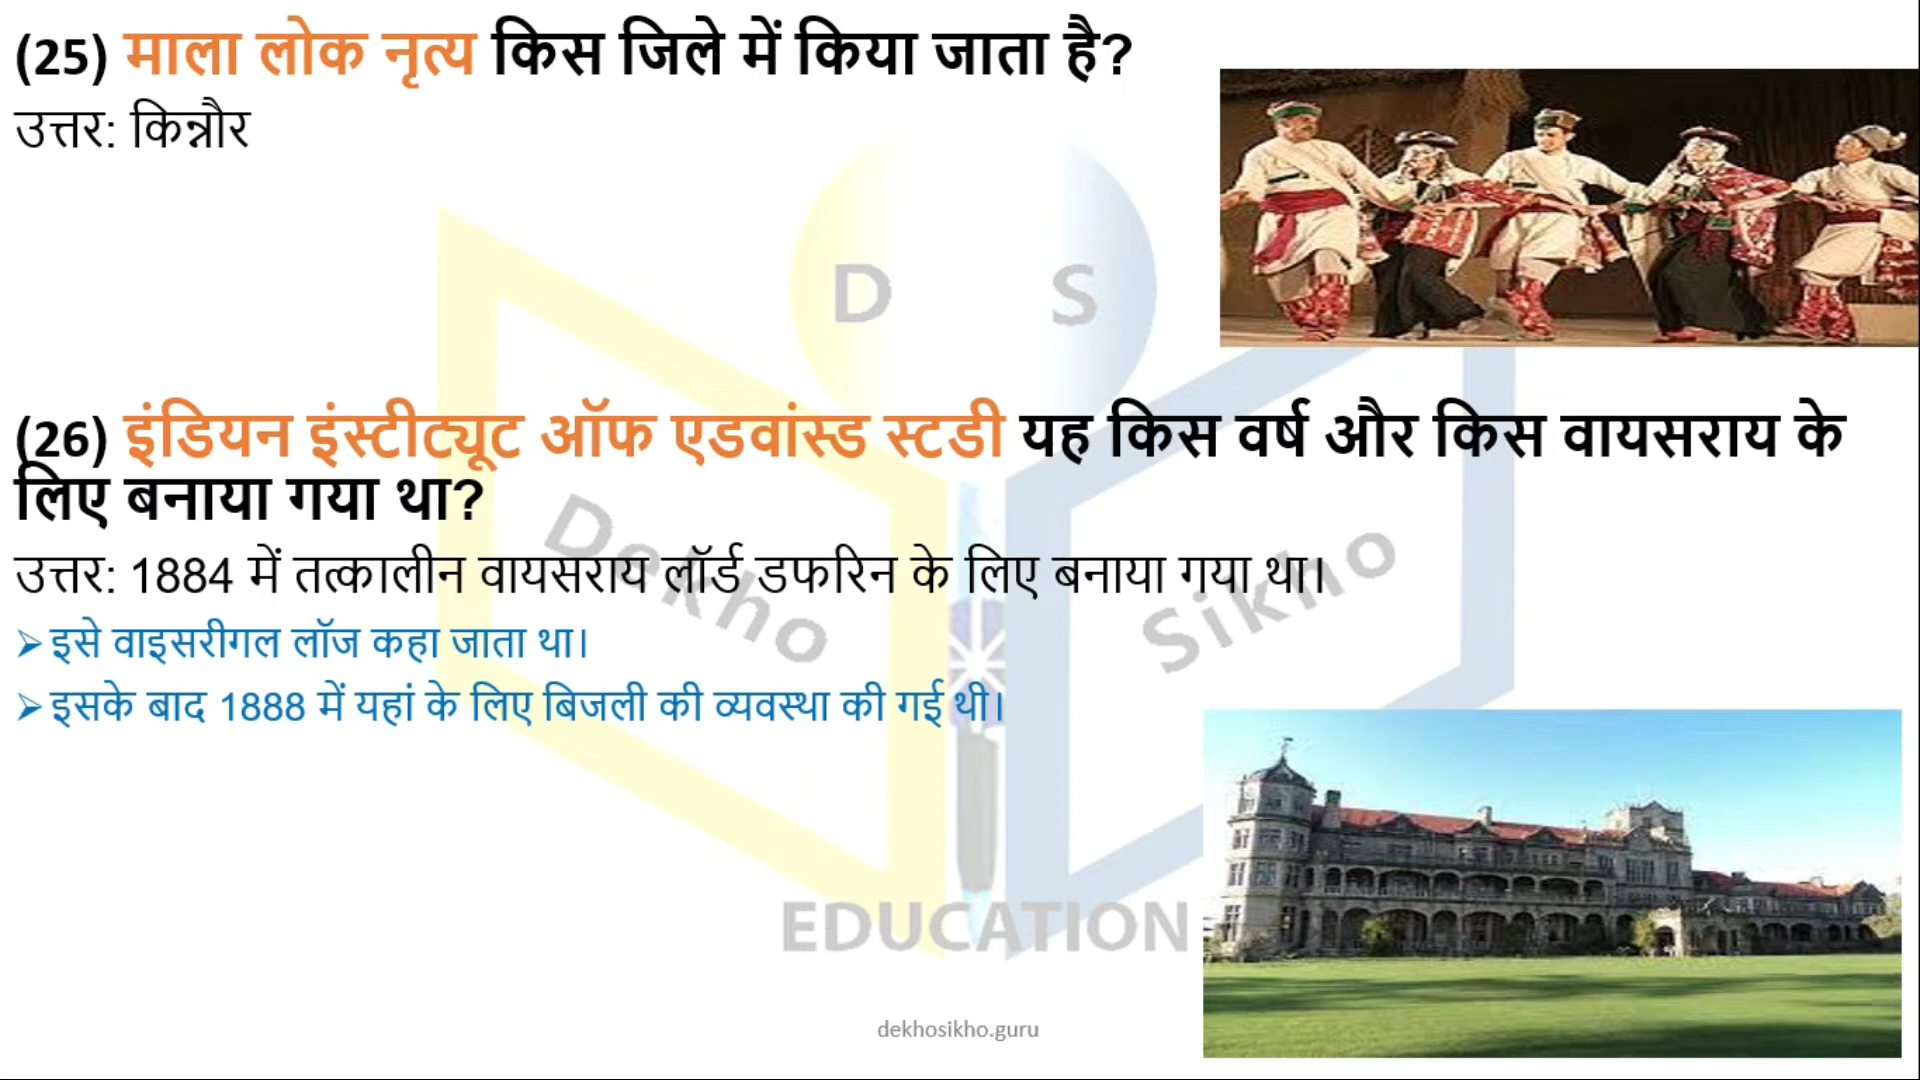 (25) माला लोक नृत्य किस जिले में किया जाता है?
उत्तर: किन्नौर
D S
(26) इंडियन इंस्टीट्यूट ऑफ एडवांस्ड स्टडी यह किस वर्ष और किस वायसराय के
लिए बनाया गया था?
उत्तर: 1884 में तत्कालीन वायसराय लॉर्ड डफरिन के लिए बनाया गया था।
Dekho Sikho
➢ इसे वाइसरीगल लॉज कहा जाता था।
➢ इसके बाद 1888 में यहां के लिए बिजली की व्यवस्था की गई थी।
EDUCATION
dekhosikho.guru